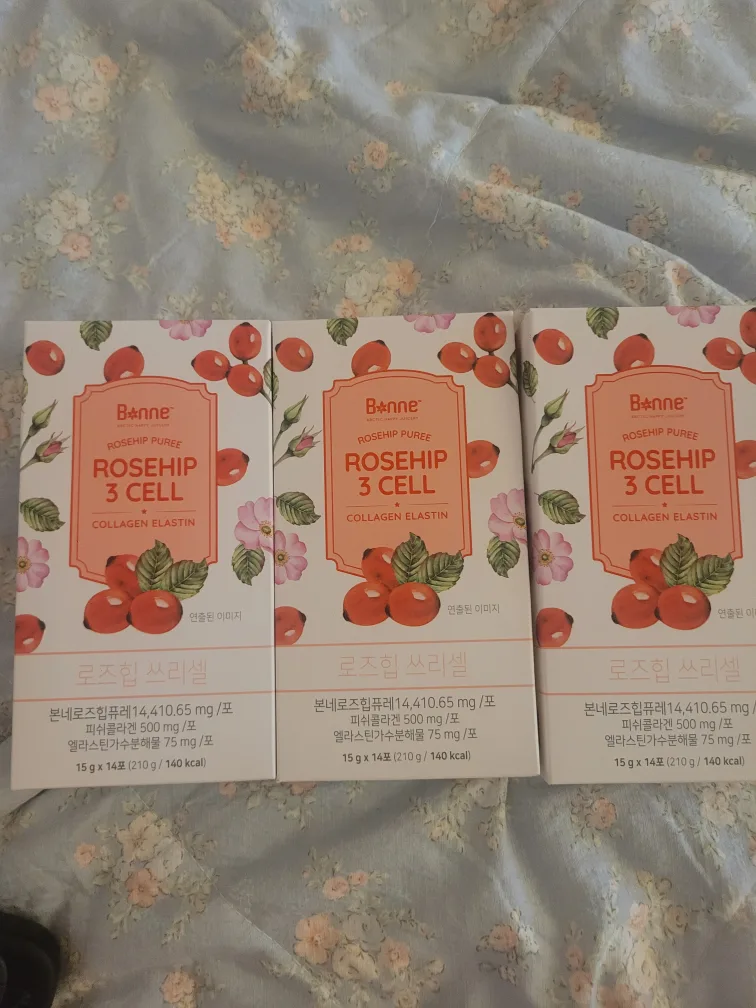 Bonne™
ROSEHIP PUREE
ROSEHIP
3 CELL
COLLAGEN ELASTIN
연출된 이미지
로즈힙 쓰리셀
본네로즈힙퓨레14,410.65 mg /포
피쉬콜라겐 500 mg /포
엘라스틴가수분해물 75 mg /포
15 g x 14포 (210 g / 140 kcal)
Bonne™
ROSEHIP PUREE
ROSEHIP
3 CELL
COLLAGEN ELASTIN
연출된 이미지
로즈힙 쓰리셀
본네로즈힙퓨레14,410.65 mg /포
피쉬콜라겐 500 mg /포
엘라스틴가수분해물 75 mg /포
15 g x 14포 (210 g / 140 kcal)
Bonne™
ROSEHIP PUREE
ROSEHIP
3 CELL
COLLAGEN ELASTIN
연출된
로즈힙 쓰리셀
본네로즈힙퓨레14,410.65 mg /
피쉬콜라겐 500 mg /포
엘라스틴가수분해물 75 mg /포
15 g x 14포 (210 g / 140 kcal)